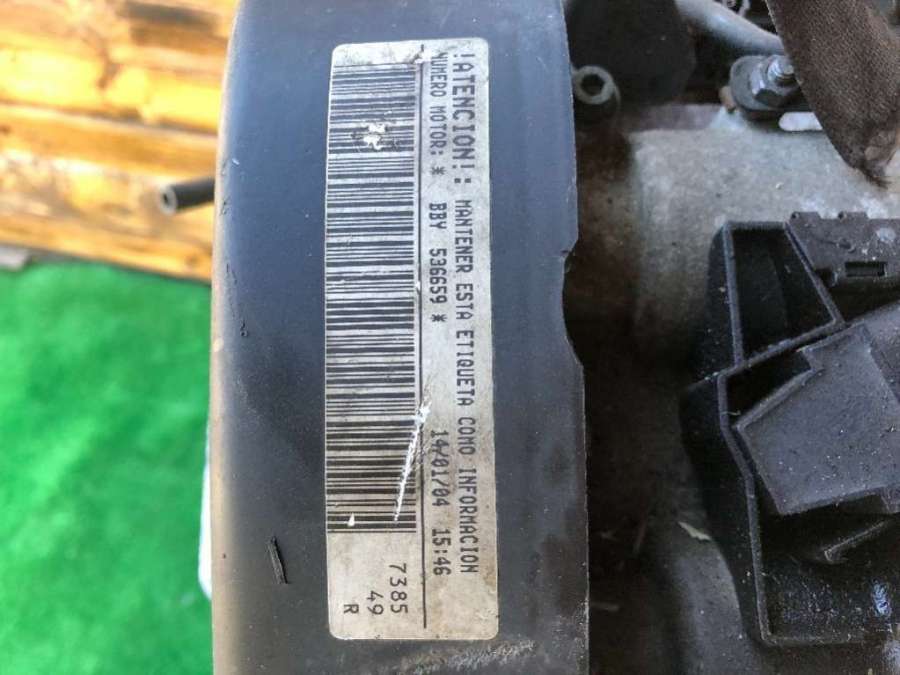 !ATENCION!: MANTENER ESTA ETIQUETA COMO INFORMACION
NUMERO MOTOR: * BBY 536659 * 14/01/04 15:46
7385
49
R